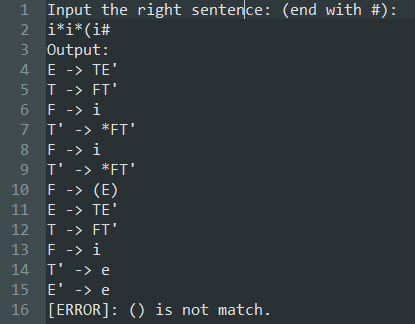 1 Input the right sentence: (end with #):
2 i*i*(i#
3 Output:
4 E -> TE'
5 T -> FT'
6 F -> i
7 T' -> *FT'
8 F -> i
9 T' -> *FT'
10 F -> (E)
11 E -> TE'
12 T -> FT'
13 F -> i
14 T' -> e
15 E' -> e
16 [ERROR]: () is not match.